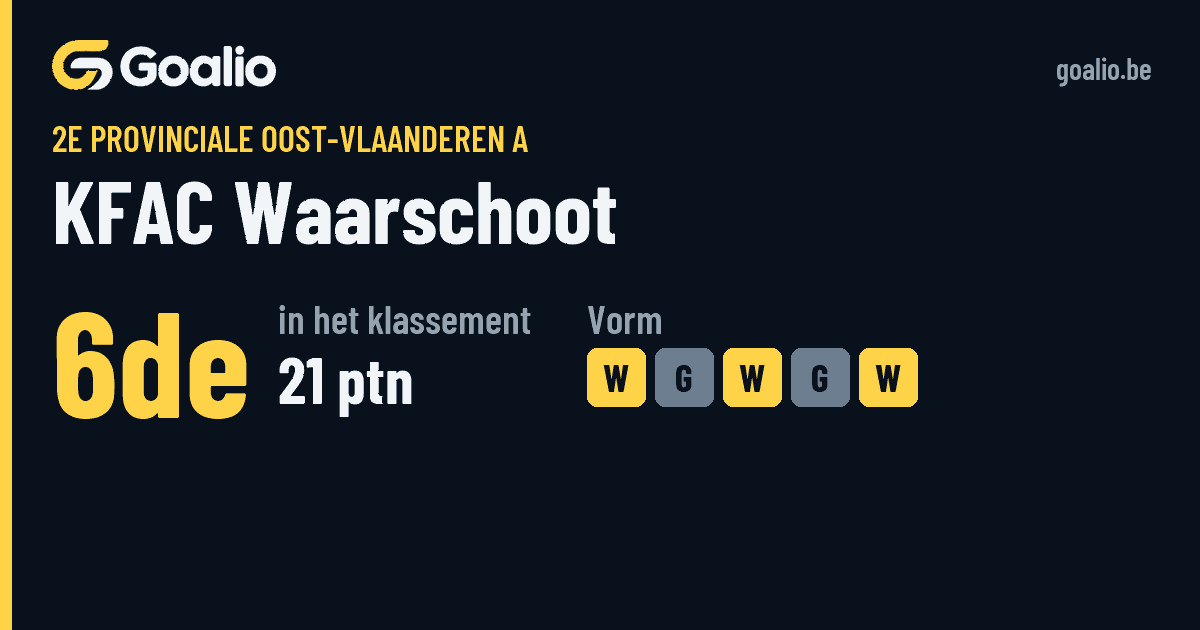 Goalio
goalio.be
2E PROVINCIALE OOST-VLAANDEREN A
KFAC Waarschoot
6de
in het klassement
21 ptn
Vorm
W G W G W